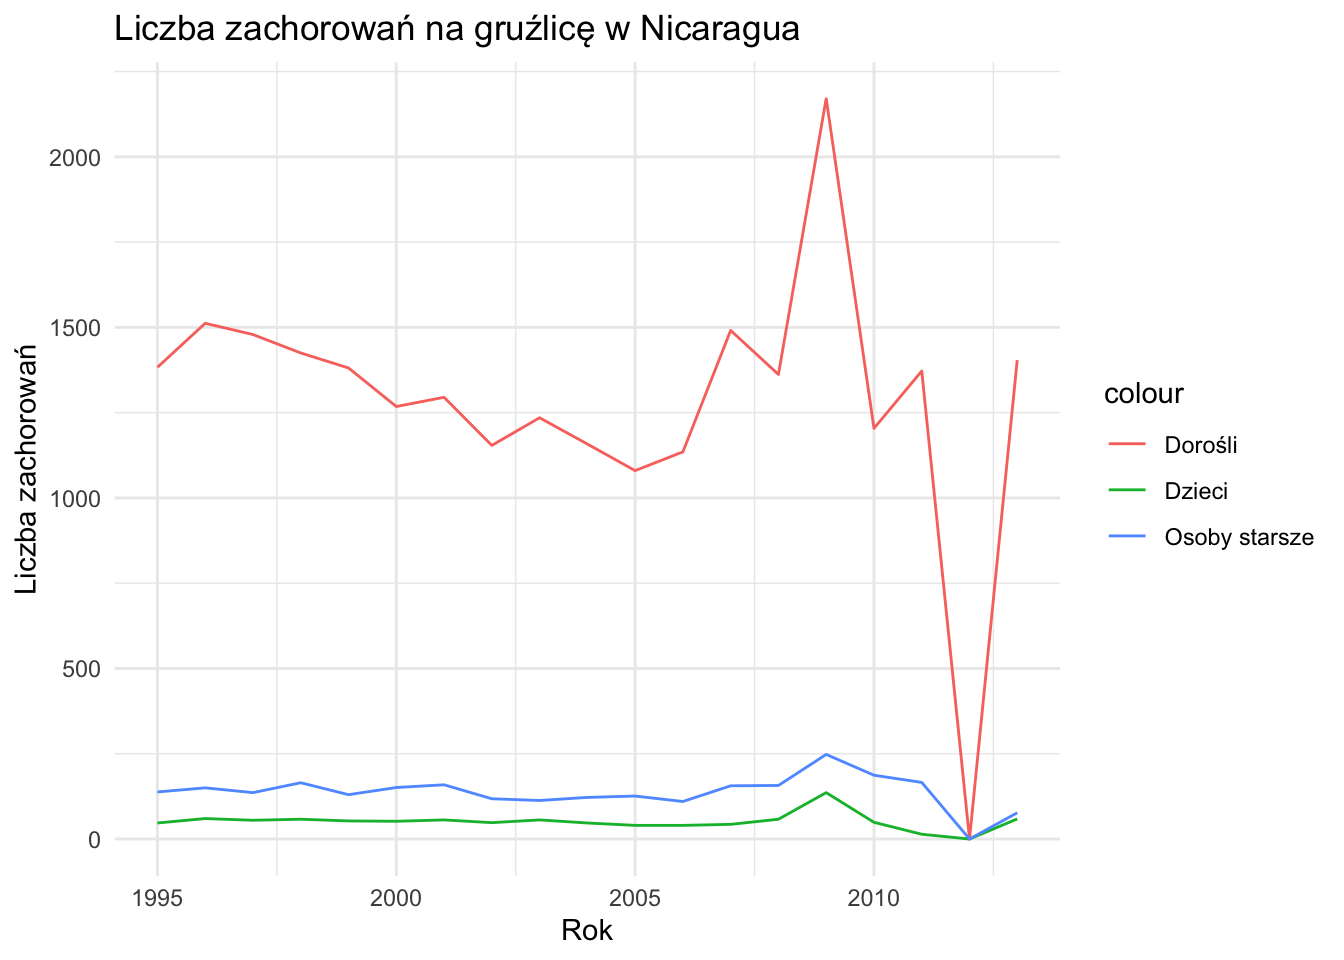 Liczba zachorowań na gruźlicę w Nicaragua
Liczba zachorowań
2000
1500
1000
500
0
1995
2000
2005
2010
Rok
colour
Dorośli
Dzieci
Osoby starsze